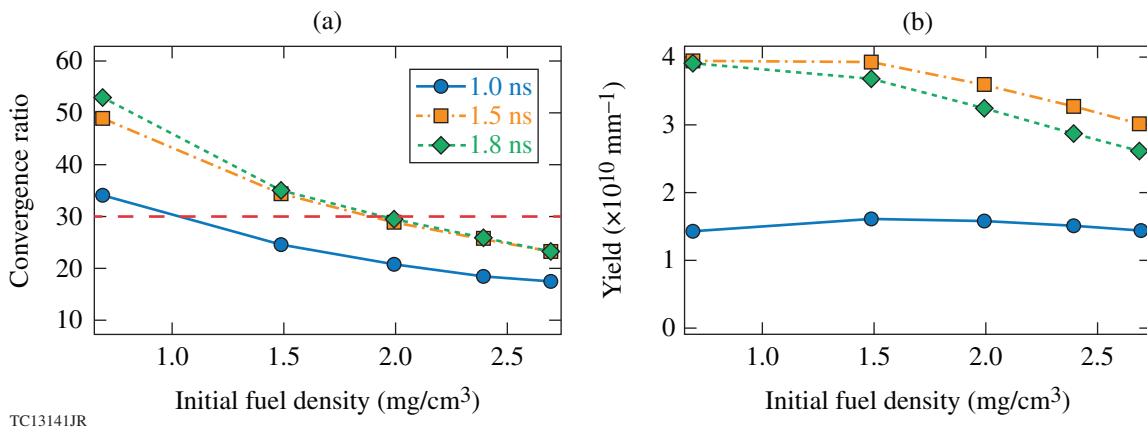 (a)
Convergence ratio
60
50
40
30
20
10
1.0 ns
1.5 ns
1.8 ns
1.0
1.5
2.0
2.5
Initial fuel density (mg/cm³)
(b)
Yield (×10¹⁰ mm⁻¹)
4
3
2
1
0
1.0
1.5
2.0
2.5
Initial fuel density (mg/cm³)
TC13141JR